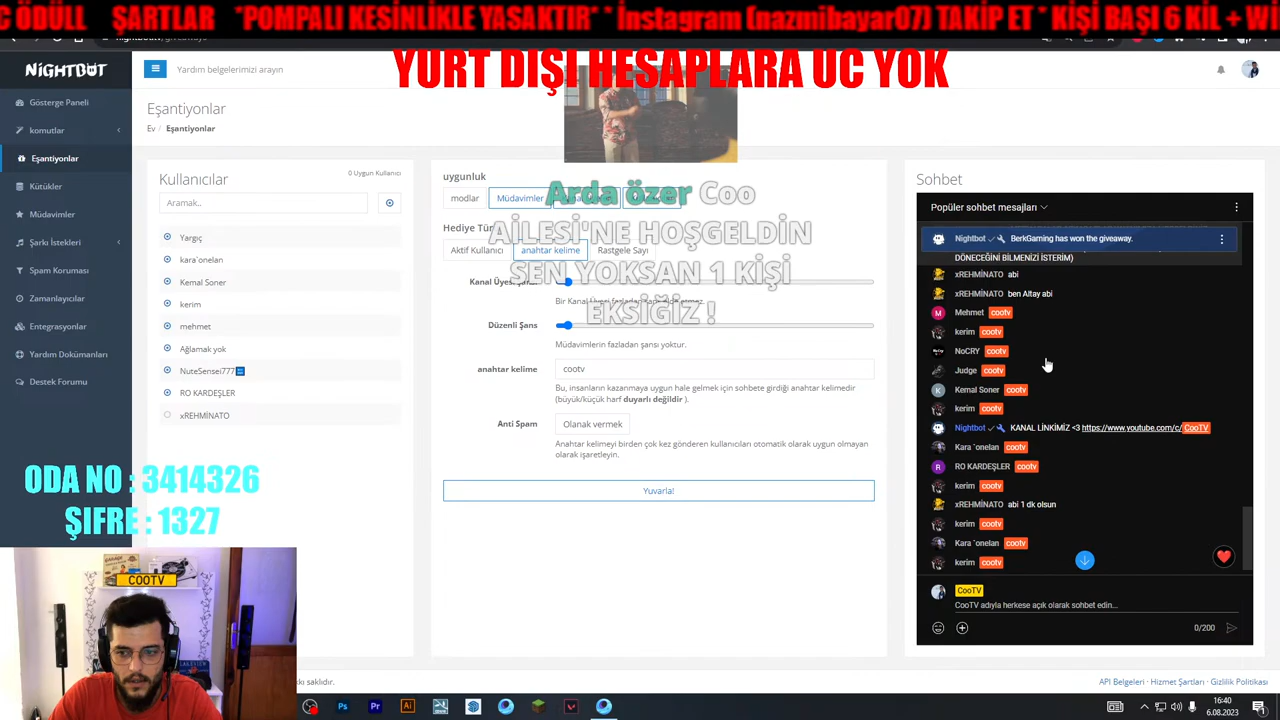 C ÖDÜLL ŞARTLAR "POMPALI KESİNLİKLE YASAKTIR" * İnstagram (nazmibayar07) TAKİP ET * KİŞİ BAŞI 6 KİL + Wİ
YURT DIŞI HESAPLARA UC YOK
NiGHTBOT
Yardım belgelerimizi arayın
Gösterge Paneli
komutlar
Eşantiyonlar
Kütükler
Müdavimler
Şarkı İstekleri
Spam Koruması
Zamanlayıcılar
Entegrasyonlar
Yardım Dokümanları
Destek Forumu
Eşantiyonlar
Ev / Eşantiyonlar
Kullanıcılar
0 Uygun Kullanıcı
Aramak..
Yargıç
kara`onelan
Kemal Soner
kerim
mehmet
Ağlamak yok
NuteSensei777
RO KARDEŞLER
xREHMİNATO
uygunluk
modlar Müdavimler
Arda özer Coo
AİLESİ'NE HOŞGELDİN
SEN YOKSAN 1 KİŞİ
EKSİĞİZ !
Aktif Kullanıcı anahtar kelime Rastgele Sayı
Düzenli Şans
Müdavimlerin fazladan şansı yoktur.
anahtar kelime
cootv
Bu, insanların kazanmaya uygun hale gelmek için sohbete girdiği anahtar kelimedir
(büyük/küçük harf duyarlı değildir ).
Anti Spam
Olanak vermek
Anahtar kelimeyi birden çok kez gönderen kullanıcıları otomatik olarak uygun olmayan
olarak işaretleyin.
Yuvarla!
Sohbet
Popüler sohbet mesajları
Nightbot BerkGaming has won the giveaway.
DÖNECEĞİNİ BİLMENİZİ İSTERİM)
xREHMİNATO abi
xREHMİNATO ben Altay abi
Mehmet cootv
kerim cootv
NoCRY cootv
Judge cootv
Kemal Soner cootv
kerim cootv
Nightbot KANAL LİNKİMİZ <3 https://www.youtube.com/c/CooTV
Kara `onelan cootv
RO KARDEŞLER cootv
kerim cootv
xREHMİNATO abi 1 dk olsun
kerim cootv
Kara `onelan cootv
kerim cootv
CooTV
CooTV adıyla herkese açık olarak sohbet edin...
0/200
ODA NO : 3414326
ŞIFRE : 1327
COOTV
kkı saklıdır.
API Belgeleri · Hizmet Şartları · Gizlilik Politikası
16:40
6.08.2023